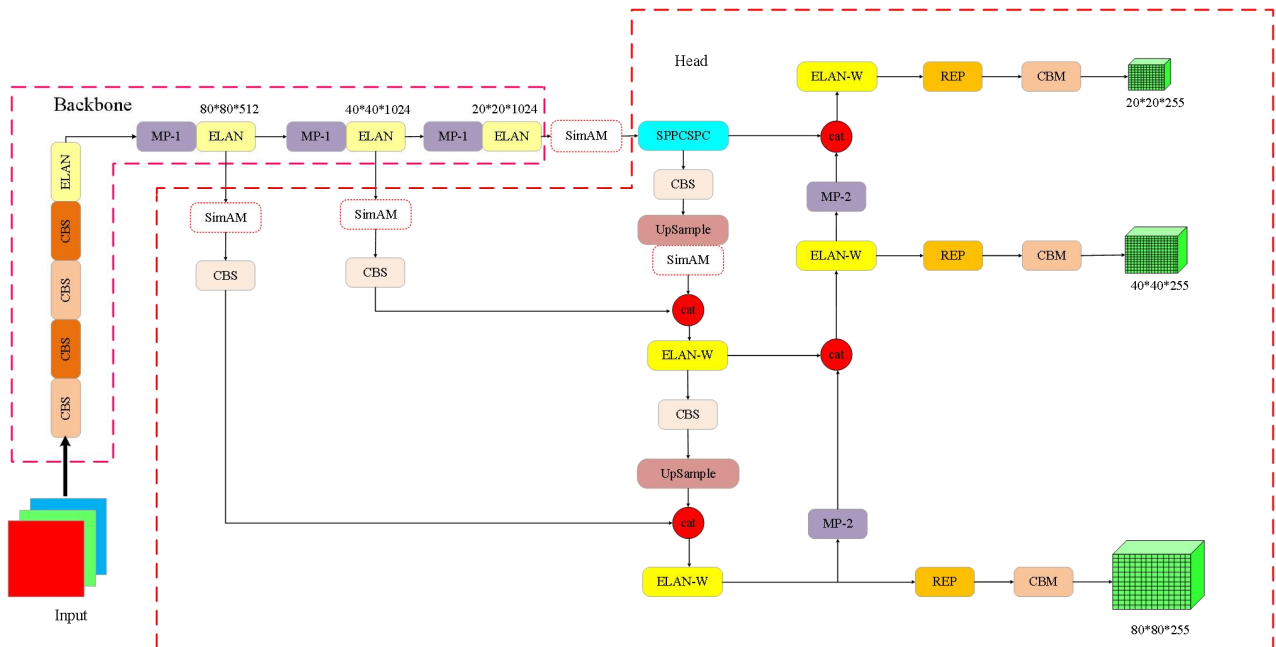 Head
ELAN-W
REP
CBM
20*20*255
Backbone
80*80*512
40*40*1024
20*20*1024
MP-1
ELAN
MP-1
ELAN
MP-1
ELAN
SimAM
SPPCSPC
cat
ELAN
CBS
CBS
CBS
CBS
SimAM
SimAM
CBS
MP-2
UpSample
SimAM
CBS
CBS
ELAN-W
REP
CBM
40*40*255
cat
ELAN-W
cat
CBS
UpSample
cat
MP-2
ELAN-W
REP
CBM
80*80*255
Input